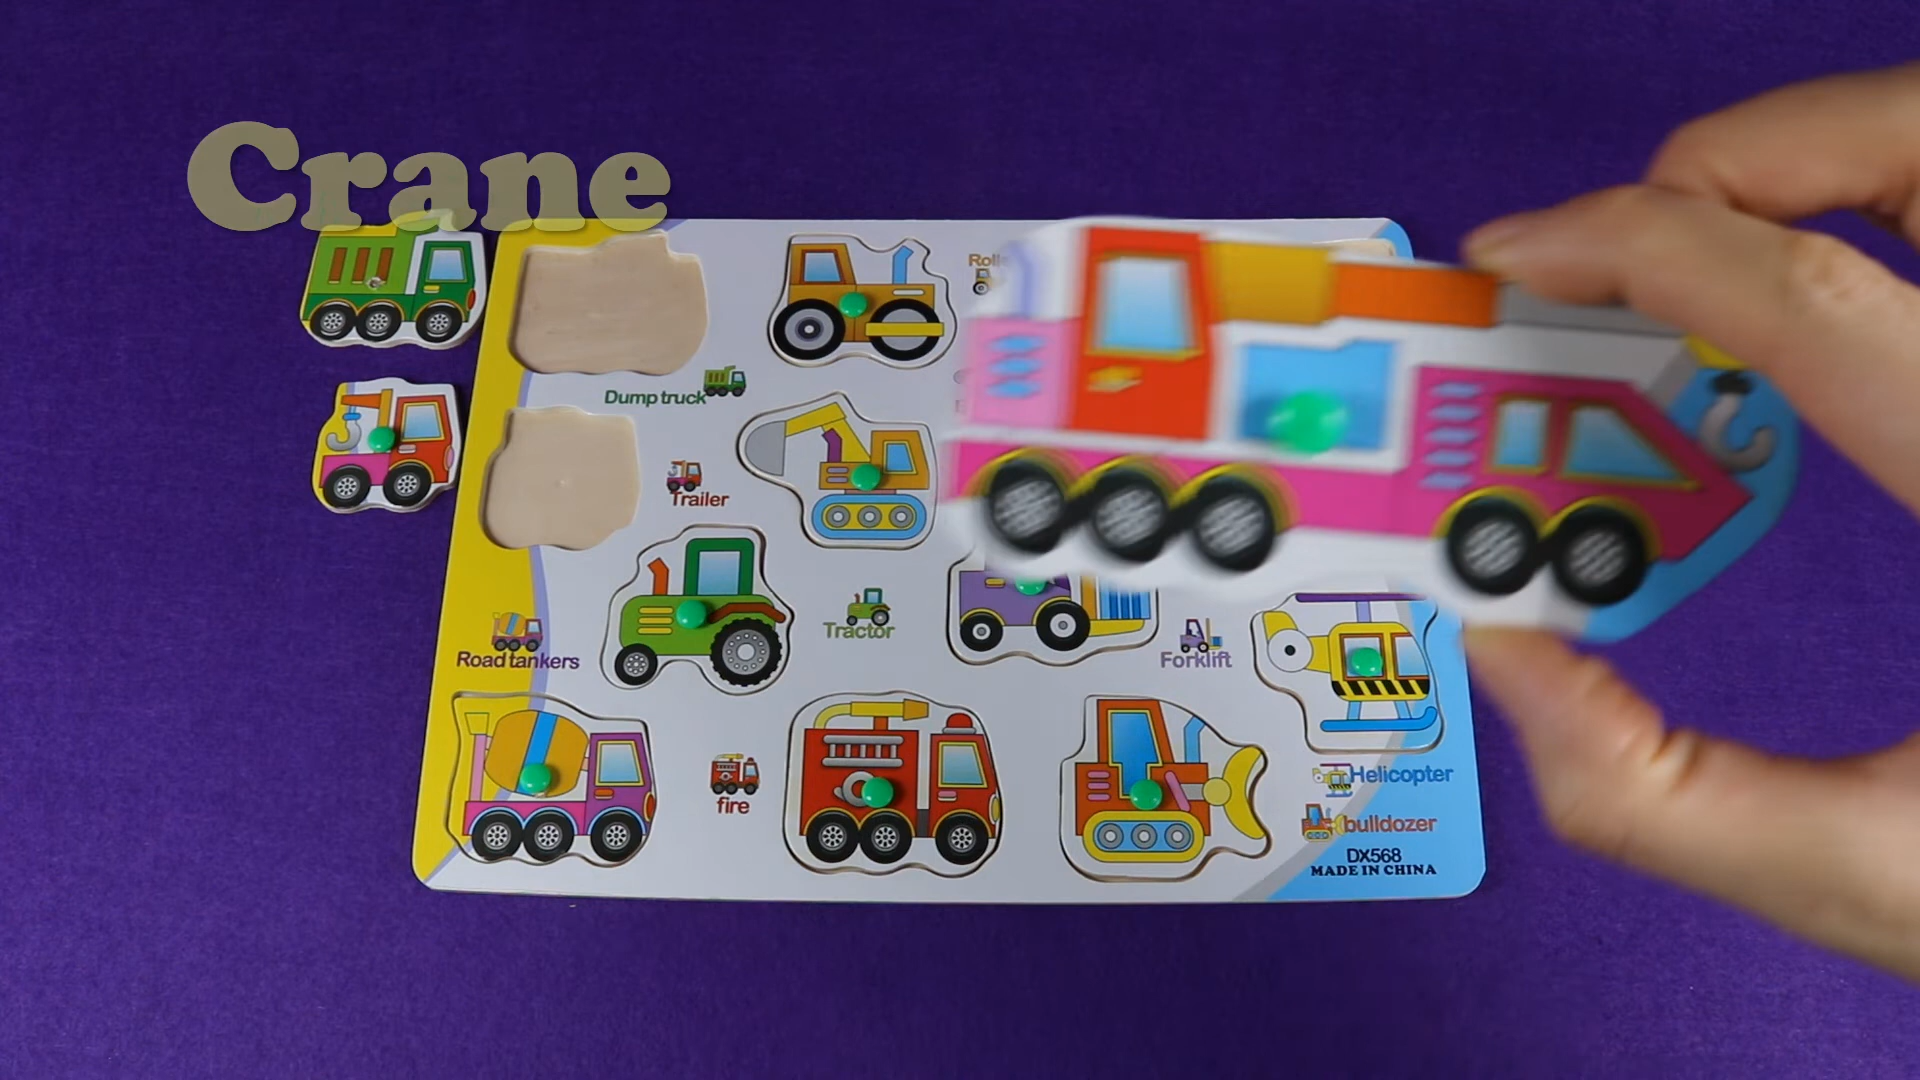 Crane
Dump truck
Trailer
Tractor
Road tankers
Forklift
fire
Helicopter
bulldozer
DX568
MADE IN CHINA